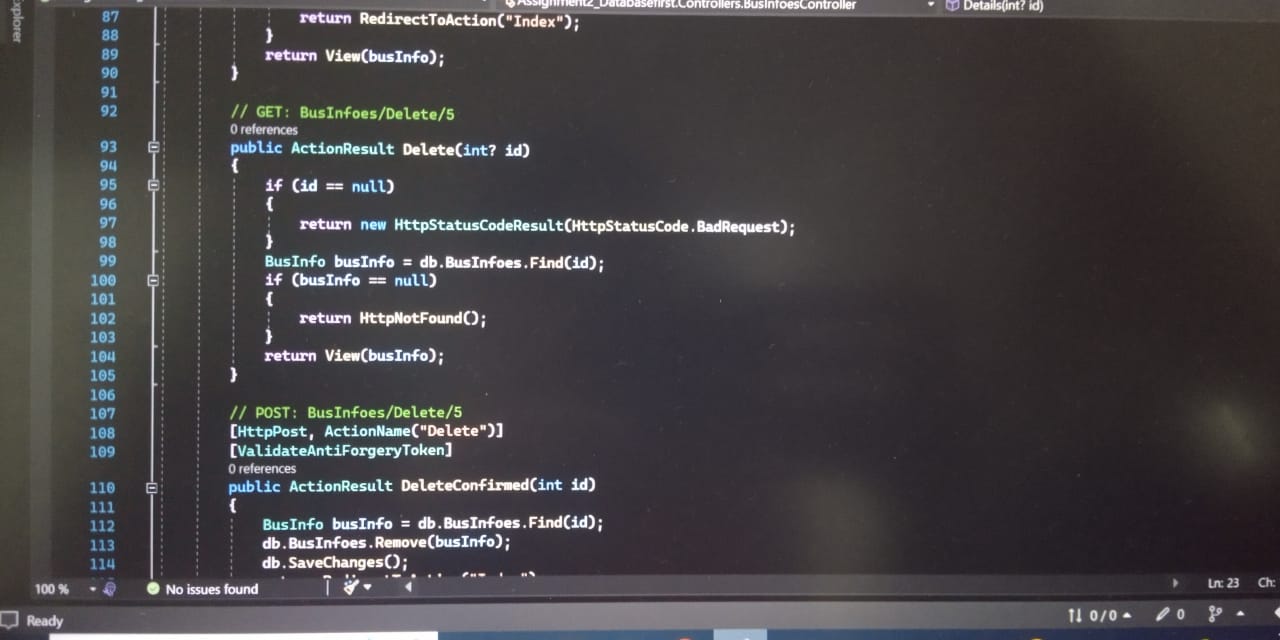 xplorer
Assignment2_Databasefirst.Controllers.BusInfoesController
Details(int? id)
87 return RedirectToAction("Index");
88 }
89 return View(busInfo);
90 }
91
92 // GET: BusInfoes/Delete/5
0 references
93 public ActionResult Delete(int? id)
94 {
95 if (id == null)
96 {
97 return new HttpStatusCodeResult(HttpStatusCode.BadRequest);
98 }
99 BusInfo busInfo = db.BusInfoes.Find(id);
100 if (busInfo == null)
101 {
102 return HttpNotFound();
103 }
104 return View(busInfo);
105 }
106
107 // POST: BusInfoes/Delete/5
108 [HttpPost, ActionName("Delete")]
109 [ValidateAntiForgeryToken]
0 references
110 public ActionResult DeleteConfirmed(int id)
111 {
112 BusInfo busInfo = db.BusInfoes.Find(id);
113 db.BusInfoes.Remove(busInfo);
114 db.SaveChanges();
100 % No issues found Ln: 23 Ch:
Ready 0/0 0